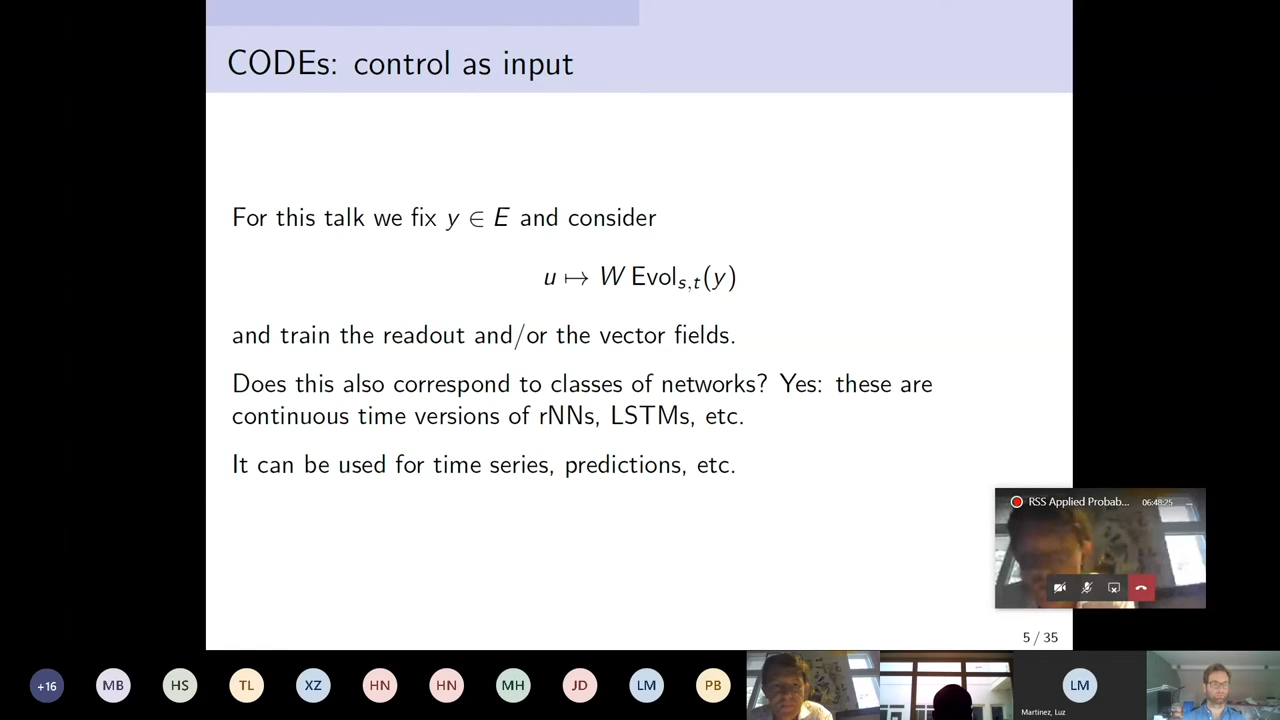 CODEs: control as input
For this talk we fix y ∈ E and consider
u ↦ W Evol_{s,t}(y)
and train the readout and/or the vector fields.
Does this also correspond to classes of networks? Yes: these are
continuous time versions of rNNs, LSTMs, etc.
It can be used for time series, predictions, etc.
RSS Applied Probab... 06:48:25
5 / 35
+16 MB HS TL XZ HN HN MH JD LM PB LM
Martinez, Luz